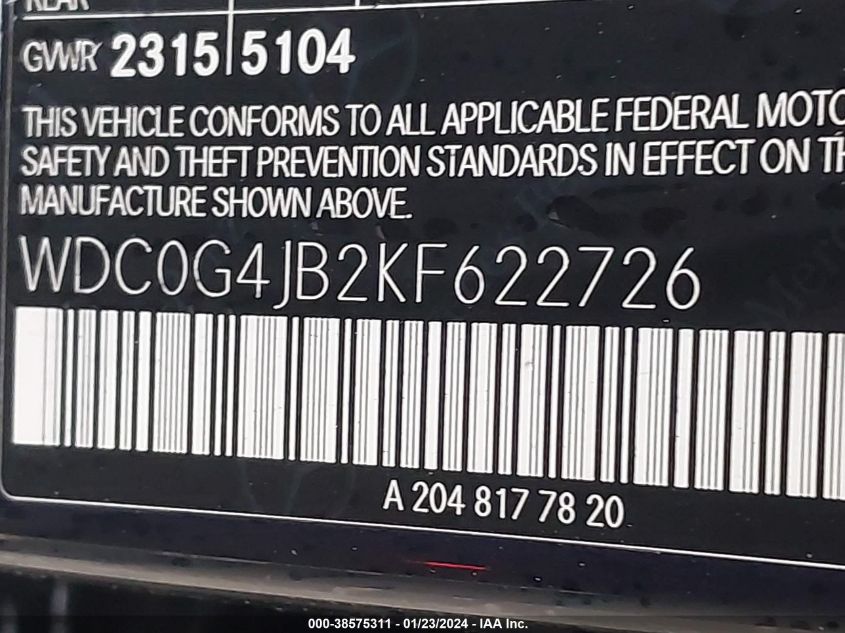 REAR
GVWR 2315 5104
THIS VEHICLE CONFORMS TO ALL APPLICABLE FEDERAL MOTO
SAFETY AND THEFT PREVENTION STANDARDS IN EFFECT ON TH
MANUFACTURE SHOWN ABOVE.
WDC0G4JB2KF622726
A 204 817 78 20
000-38575311 - 01/23/2024 - IAA Inc.